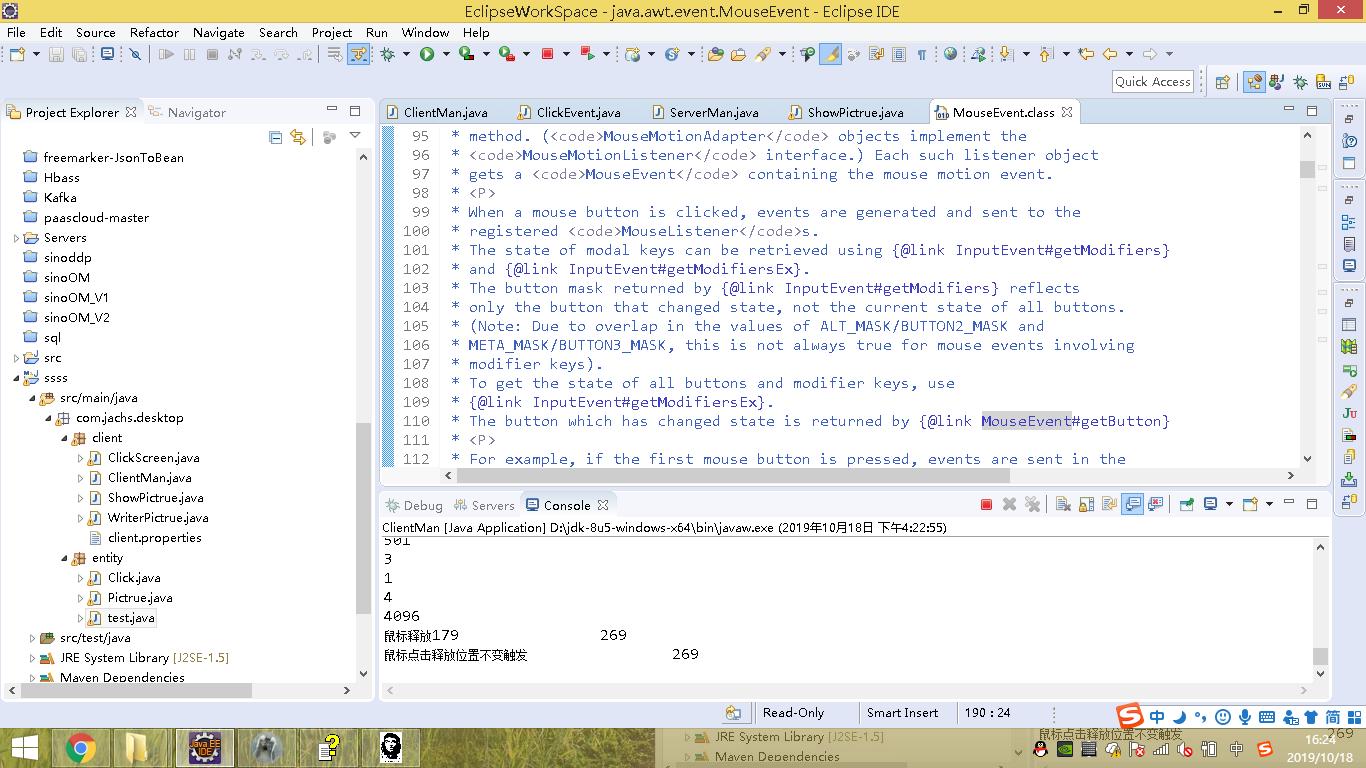 EclipseWorkSpace - java.awt.event.MouseEvent - Eclipse IDE
File Edit Source Refactor Navigate Search Project Run Window Help
Quick Access
Project Explorer Navigator
freemarker-JsonToBean
Hbass
Kafka
paascloud-master
Servers
sinoddp
sinoOM
sinoOM_V1
sinoOM_V2
sql
src
ssss
src/main/java
com.jachs.desktop
client
ClickScreen.java
ClientMan.java
ShowPictrue.java
WriterPictrue.java
client.properties
entity
Click.java
Pictrue.java
test.java
src/test/java
JRE System Library [J2SE-1.5]
Maven Dependencies
ClientMan.java ClickEvent.java ServerMan.java ShowPictrue.java MouseEvent.class
95 * method. (<code>MouseMotionAdapter</code> objects implement the
96 * <code>MouseMotionListener</code> interface.) Each such listener object
97 * gets a <code>MouseEvent</code> containing the mouse motion event.
98 * <P>
99 * When a mouse button is clicked, events are generated and sent to the
100 * registered <code>MouseListener</code>s.
101 * The state of modal keys can be retrieved using {@link InputEvent#getModifiers}
102 * and {@link InputEvent#getModifiersEx}.
103 * The button mask returned by {@link InputEvent#getModifiers} reflects
104 * only the button that changed state, not the current state of all buttons.
105 * (Note: Due to overlap in the values of ALT_MASK/BUTTON2_MASK and
106 * META_MASK/BUTTON3_MASK, this is not always true for mouse events involving
107 * modifier keys).
108 * To get the state of all buttons and modifier keys, use
109 * {@link InputEvent#getModifiersEx}.
110 * The button which has changed state is returned by {@link MouseEvent#getButton}
111 * <P>
112 * For example, if the first mouse button is pressed, events are sent in the
Debug Servers Console
ClientMan [Java Application] D:\jdk-8u5-windows-x64\bin\javaw.exe (2019年10月18日 下午4:22:55)
501
3
1
4
4096
鼠标释放179 269
鼠标点击释放位置不变触发 269
Read-Only Smart Insert 190 : 24
中 简
JRE System Library [J2SE-1.5]
Maven Dependencies
鼠标点击释放位置不变触发 269
中
16:24
2019/10/18